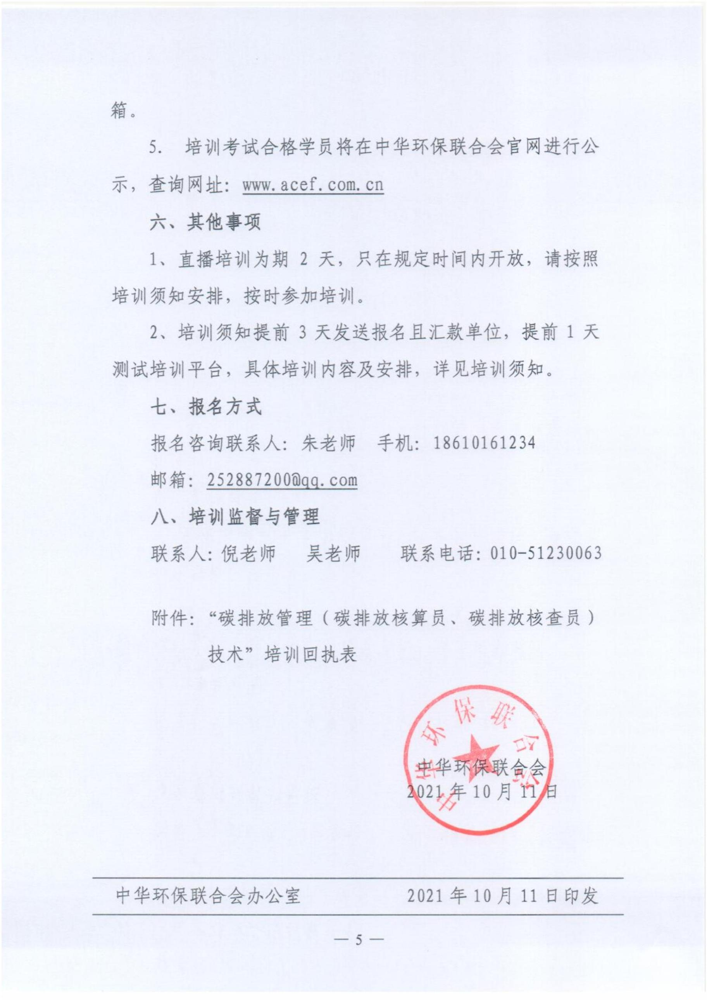 箱。
5. 培训考试合格学员将在中华环保联合会官网进行公
示，查询网址：www.acef.com.cn
六、其他事项
1、直播培训为期 2 天，只在规定时间内开放，请按照
培训须知安排，按时参加培训。
2、培训须知提前 3 天发送报名且汇款单位，提前 1 天
测试培训平台，具体培训内容及安排，详见培训须知。
七、报名方式
报名咨询联系人：朱老师 手机：18610161234
邮箱：252887200@qq.com
八、培训监督与管理
联系人：倪老师 吴老师 联系电话：010-51230063
附件：“碳排放管理（碳排放核算员、碳排放核查员）
技术”培训回执表
中华环保联合会
中华环保联合会
2021 年 10 月 11 日
中华环保联合会办公室 2021 年 10 月 11 日印发
— 5 —